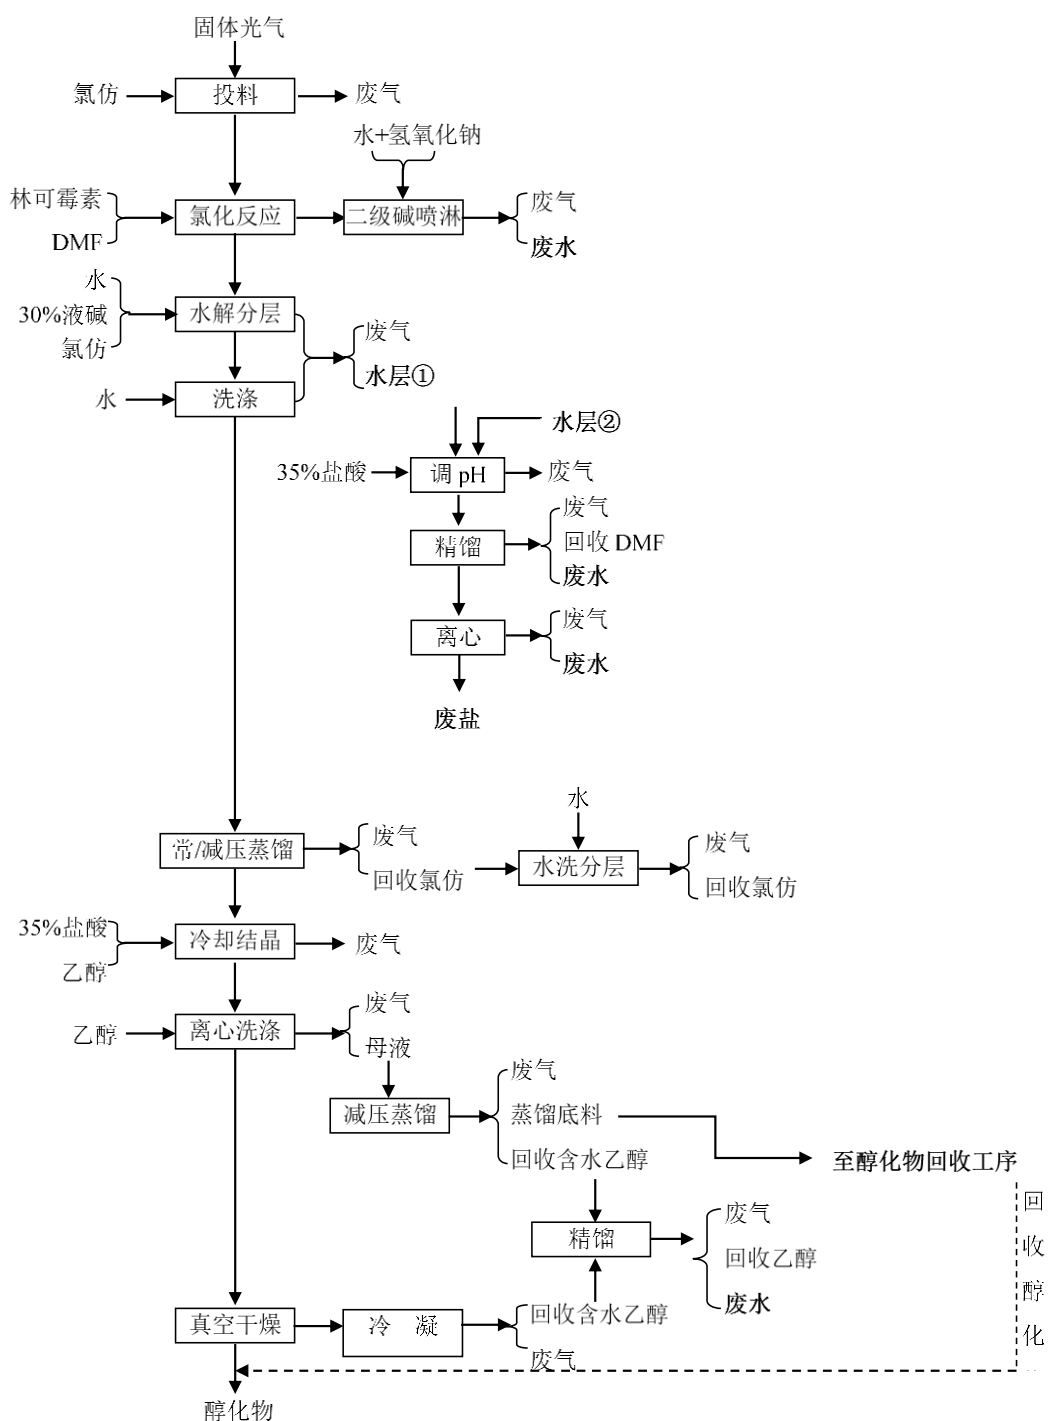 固体光气
氯仿
投料
废气
水+氢氧化钠
林可霉素
DMF
氯化反应
二级碱喷淋
废气
废水
水
30%液碱
氯仿
水解分层
废气
水层①
水
洗涤
水层②
35%盐酸
调 pH
废气
精馏
废气
回收 DMF
废水
离心
废气
废水
废盐
水
常/减压蒸馏
废气
回收氯仿
水洗分层
废气
回收氯仿
35%盐酸
乙醇
冷却结晶
废气
乙醇
离心洗涤
废气
母液
减压蒸馏
废气
蒸馏底料
回收含水乙醇
至醇化物回收工序
回收醇化
精馏
废气
回收乙醇
废水
真空干燥
冷 凝
回收含水乙醇
废气
醇化物